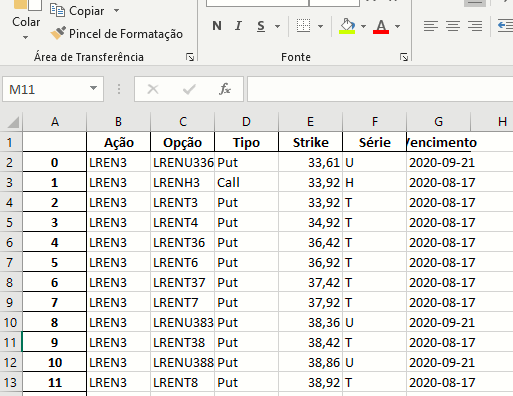 Colar
Copiar
Pincel de Formatação
N I S
A
Área de Transferência
Fonte
M11
fx
A B C D E F G H
1 Ação Opção Tipo Strike Série Vencimento
2 0 LREN3 LRENU336 Put 33,61 U 2020-09-21
3 1 LREN3 LRENH3 Call 33,92 H 2020-08-17
4 2 LREN3 LRENT3 Put 33,92 T 2020-08-17
5 3 LREN3 LRENT4 Put 34,92 T 2020-08-17
6 4 LREN3 LRENT36 Put 36,42 T 2020-08-17
7 5 LREN3 LRENT6 Put 36,92 T 2020-08-17
8 6 LREN3 LRENT37 Put 37,42 T 2020-08-17
9 7 LREN3 LRENT7 Put 37,92 T 2020-08-17
10 8 LREN3 LRENU383 Put 38,36 U 2020-09-21
11 9 LREN3 LRENT38 Put 38,42 T 2020-08-17
12 10 LREN3 LRENU388 Put 38,86 U 2020-09-21
13 11 LREN3 LRENT8 Put 38,92 T 2020-08-17